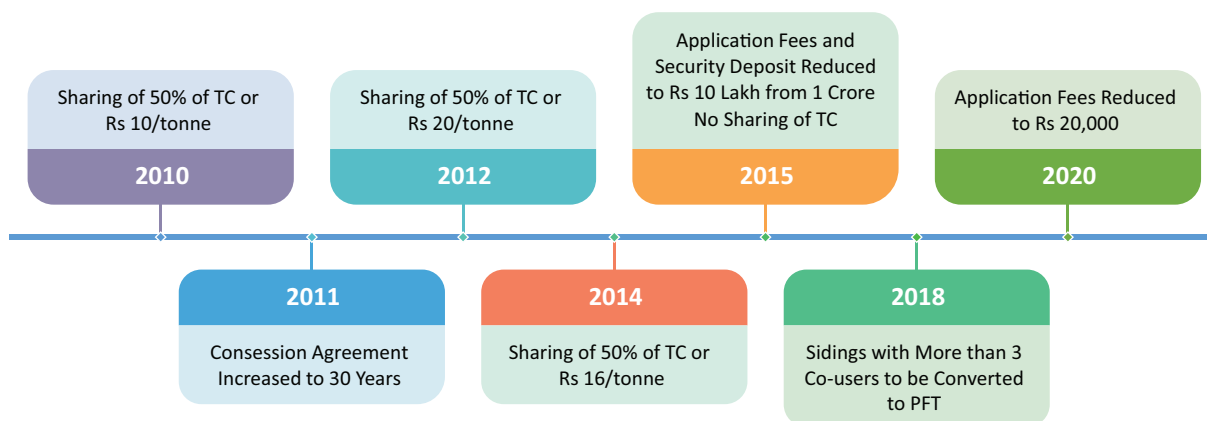 Sharing of 50% of TC or
Rs 10/tonne
2010
Consession Agreement
Increased to 30 Years
2011
Sharing of 50% of TC or
Rs 20/tonne
2012
2014
Sharing of 50% of TC or
Rs 16/tonne
Application Fees and
Security Deposit Reduced
to Rs 10 Lakh from 1 Crore
No Sharing of TC
2015
2018
Sidings with More than 3
Co-users to be Converted
to PFT
Application Fees Reduced
to Rs 20,000
2020